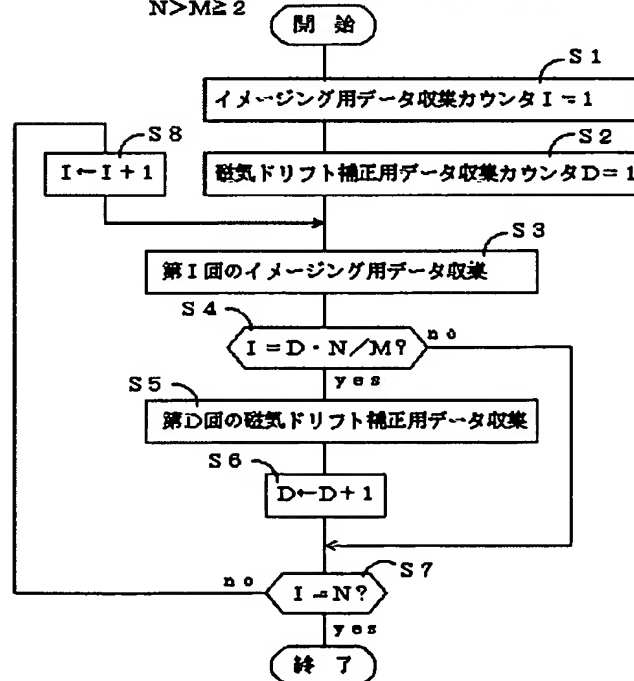 N>M≧2
開始
S1
イメージング用データ収集カウンタI=1
S8
I←I+1
S2
磁気ドリフト補正用データ収集カウンタD=1
S3
第I回のイメージング用データ収集
S4
I=D・N/M?
no
yes
S5
第D回の磁気ドリフト補正用データ収集
S6
D←D+1
S7
I=N?
no
yes
終了